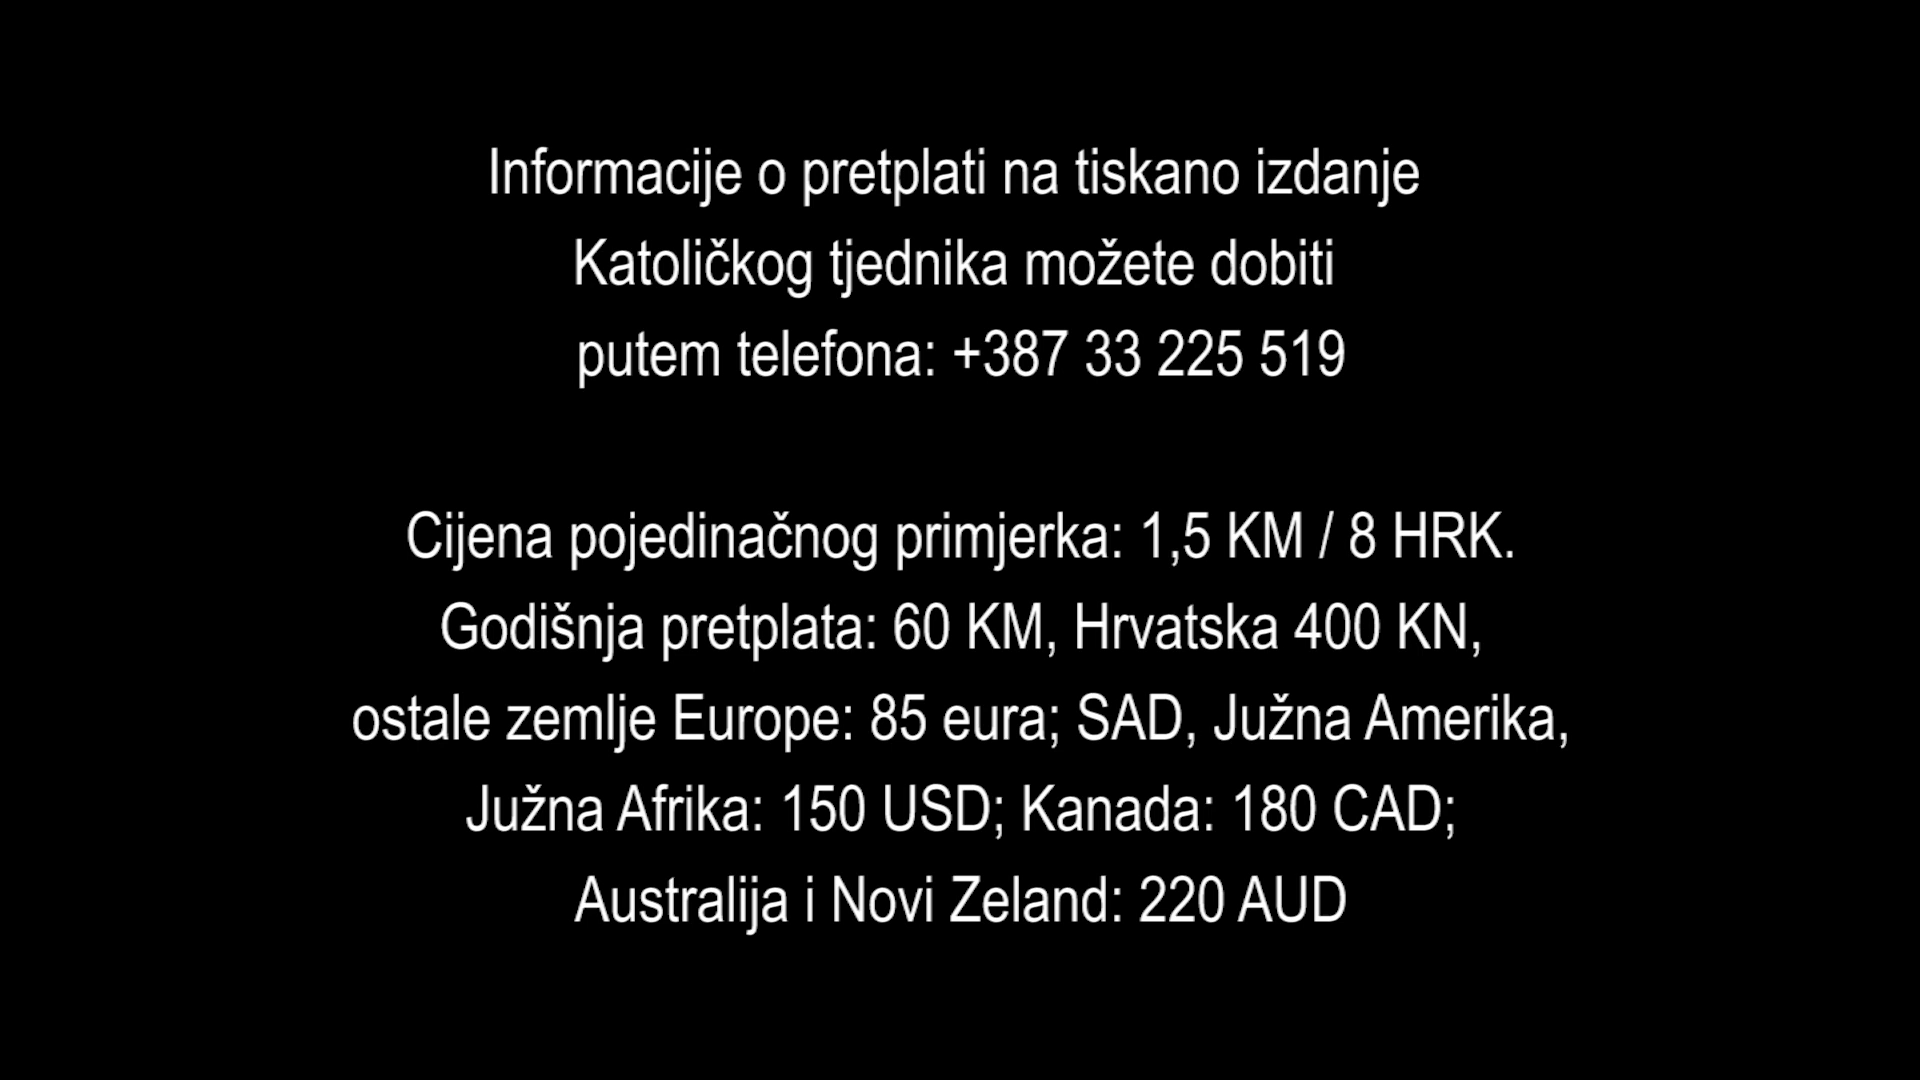 Informacije o pretplati na tiskano izdanje
Katoličkog tjednika možete dobiti
putem telefona: +387 33 225 519
Cijena pojedinačnog primjerka: 1,5 KM / 8 HRK.
Godišnja pretplata: 60 KM, Hrvatska 400 KN,
ostale zemlje Europe: 85 eura; SAD, Južna Amerika,
Južna Afrika: 150 USD; Kanada: 180 CAD;
Australija i Novi Zeland: 220 AUD